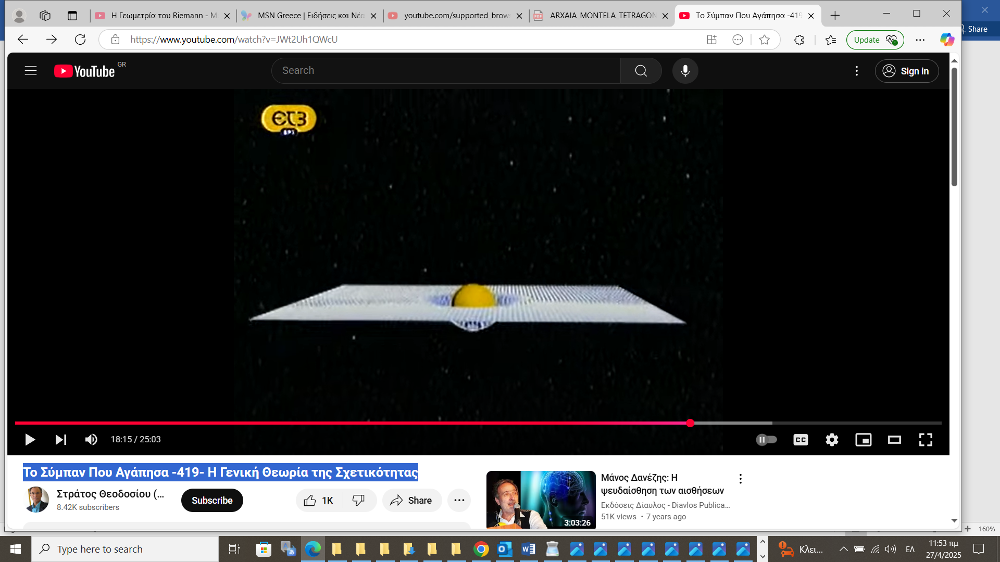 Η Γεωμετρία του Riemann - M
MSN Greece | Ειδήσεις και Νέα
youtube.com/supported_brows
ARXAIA_MONTELA_TETRAGON
Το Σύμπαν Που Αγάπησα -419
Share
https://www.youtube.com/watch?v=JWt2Uh1QWcU
Update
YouTube GR
Search
Sign in
ετ3
18:15 / 25:03
CC
Το Σύμπαν Που Αγάπησα -419- Η Γενική Θεωρία της Σχετικότητας
Στράτος Θεοδοσίου (...
8.42K subscribers
Subscribe
1K
Share
3:03:26
Μάνος Δανέζης: Η
ψευδαίσθηση των αισθήσεων
Εκδόσεις Δίαυλος - Diavlos Publica...
51K views • 7 years ago
160%
Type here to search
Κλει...
ΕΛ
11:53 πμ
27/4/2025